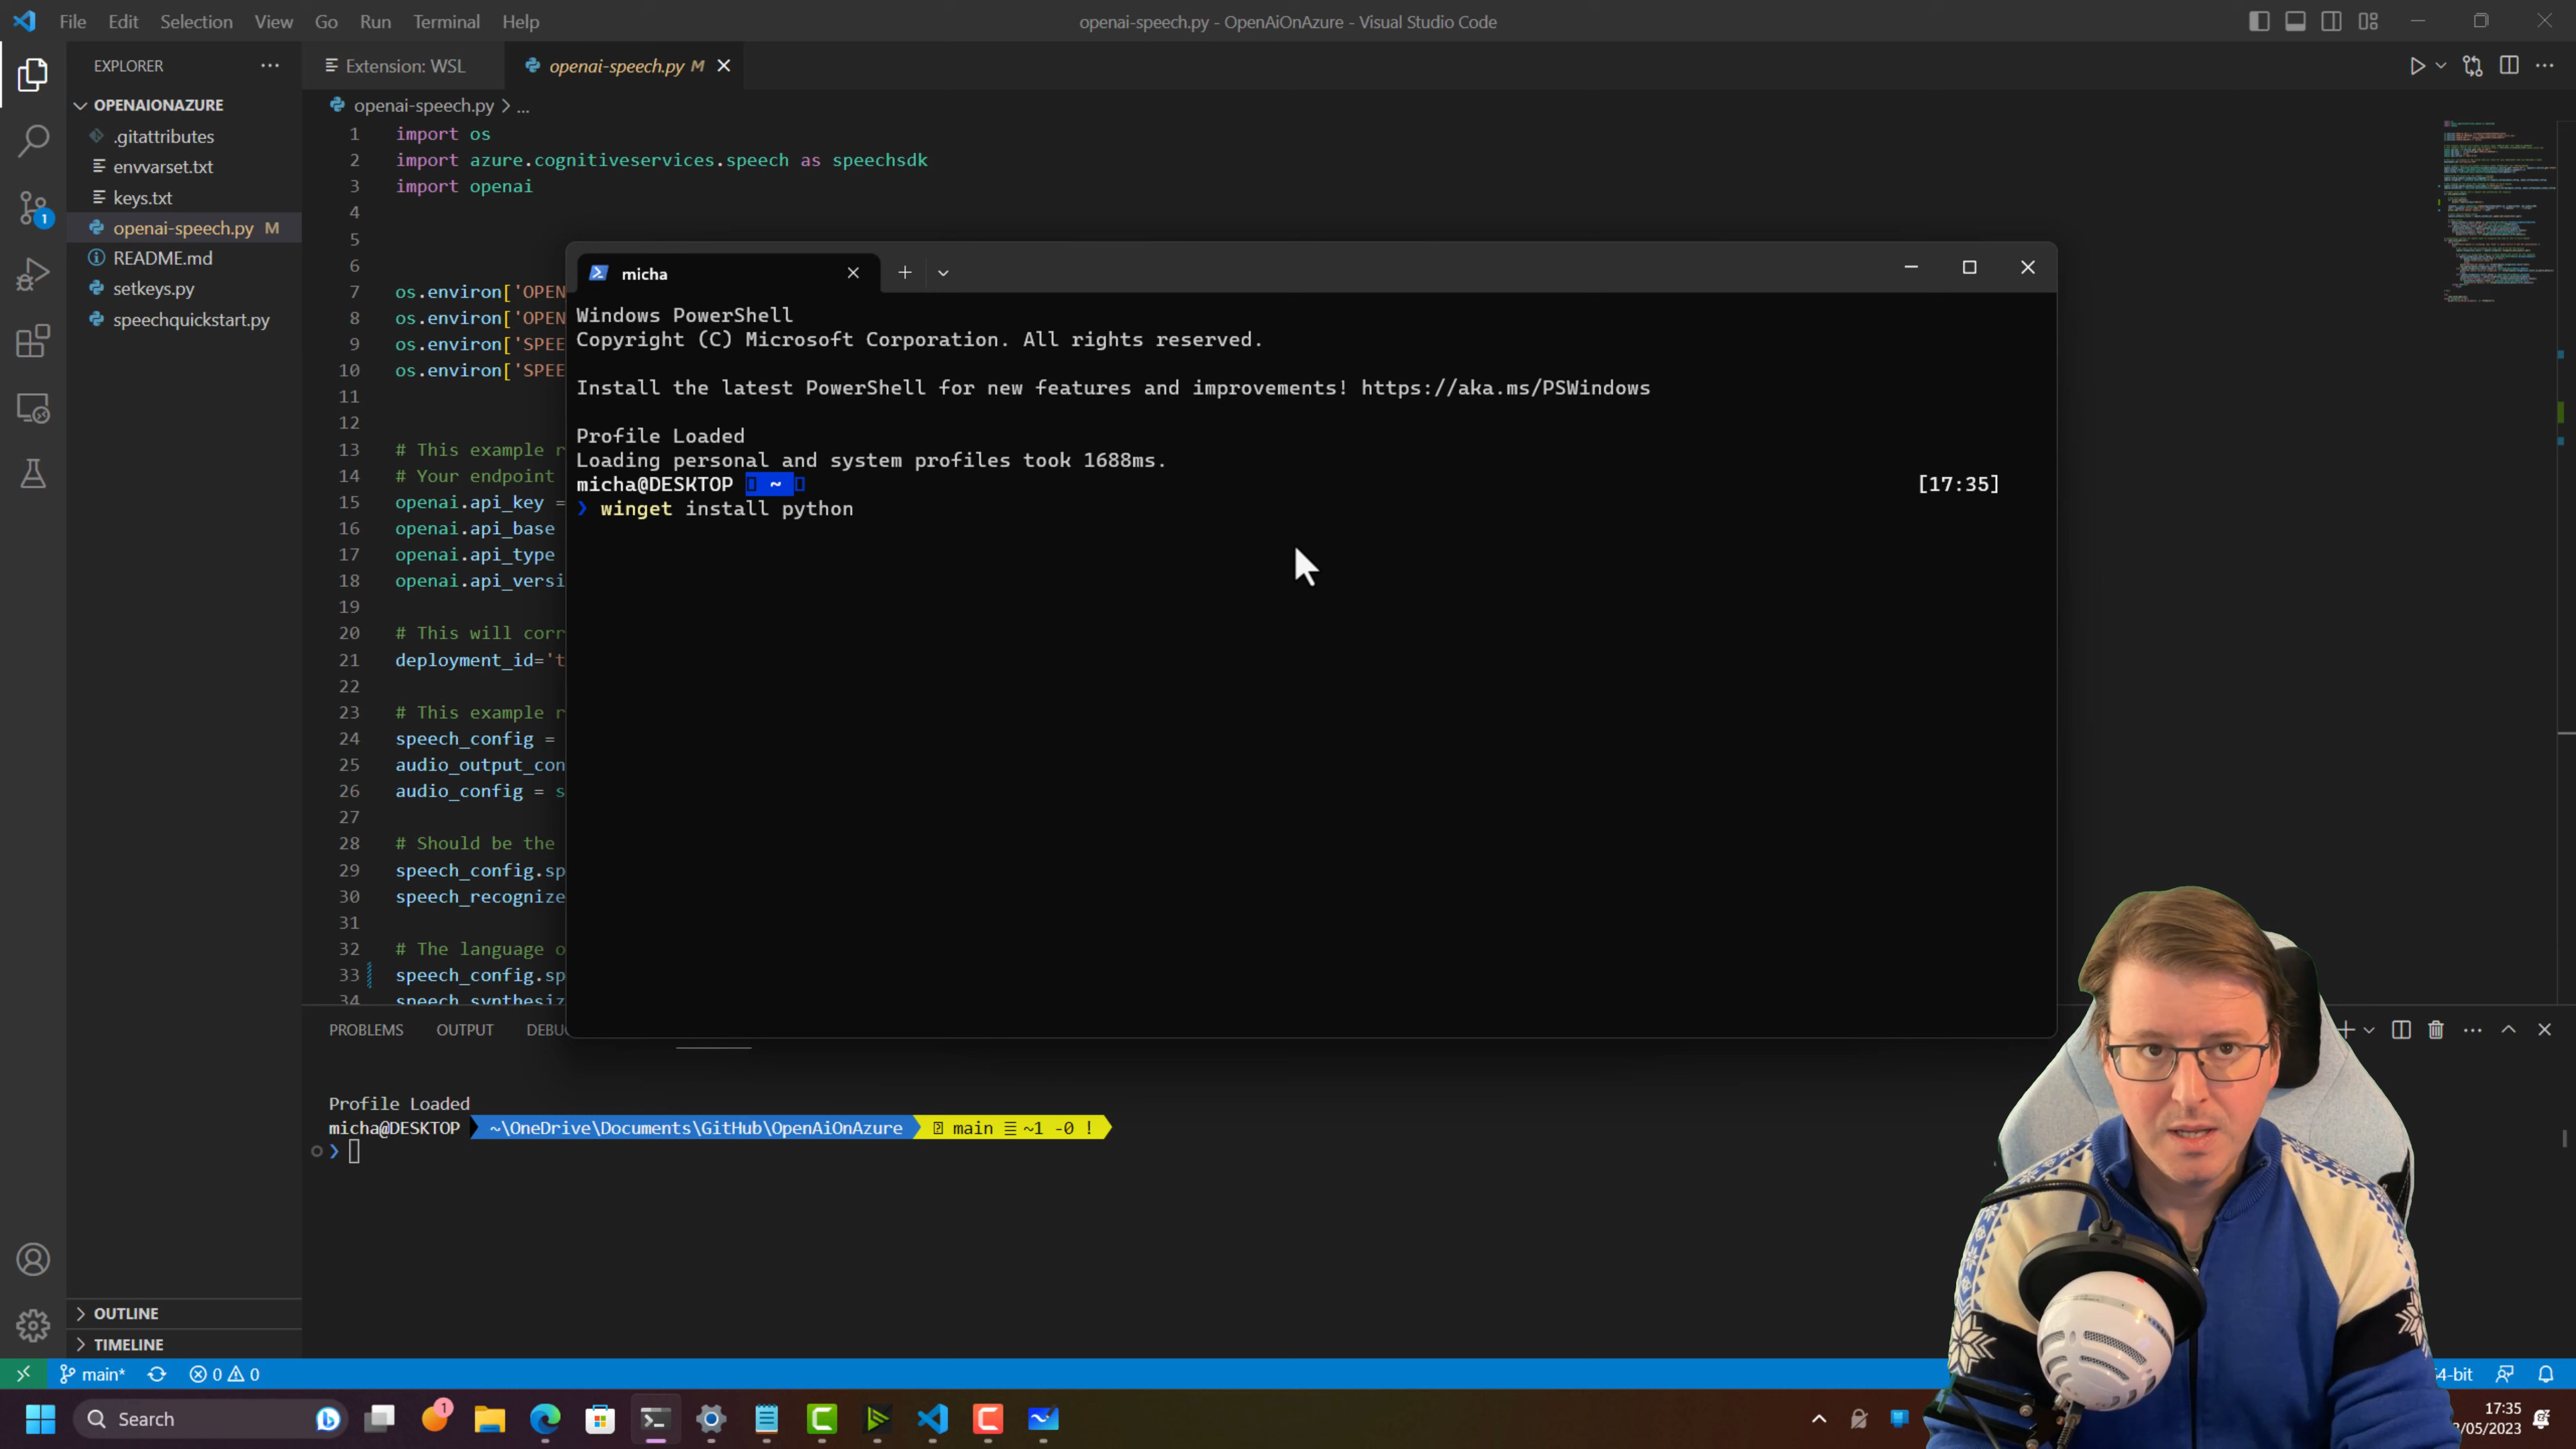 File Edit Selection View Go Run Terminal Help
openai-speech.py - OpenAiOnAzure - Visual Studio Code
EXPLORER
Extension: WSL
openai-speech.py M
OPENAIONAZURE
.gitattributes
envvarset.txt
keys.txt
openai-speech.py M
README.md
setkeys.py
speechquickstart.py
1
openai-speech.py > ...
1 import os
2 import azure.cognitiveservices.speech as speechsdk
3 import openai
4
5
6
7 os.environ['OPEN
8 os.environ['OPEN
9 os.environ['SPEE
10 os.environ['SPEE
11
12
13 # This example r
14 # Your endpoint
15 openai.api_key =
16 openai.api_base
17 openai.api_type
18 openai.api_versi
19
20 # This will corr
21 deployment_id='t
22
23 # This example r
24 speech_config =
25 audio_output_con
26 audio_config = s
27
28 # Should be the
29 speech_config.sp
30 speech_recognize
31
32 # The language o
33 speech_config.sp
34 speech_synthesiz
micha
Windows PowerShell
Copyright (C) Microsoft Corporation. All rights reserved.
Install the latest PowerShell for new features and improvements! https://aka.ms/PSWindows
Profile Loaded
Loading personal and system profiles took 1688ms.
micha@DESKTOP ~ [17:35]
❯ winget install python
PROBLEMS OUTPUT DEBU
Profile Loaded
micha@DESKTOP ~\OneDrive\Documents\GitHub\OpenAiOnAzure main ≡ ~1 -0 !
❯
OUTLINE
TIMELINE
main* 0 0
4-bit
Search
1
17:35
/05/2023